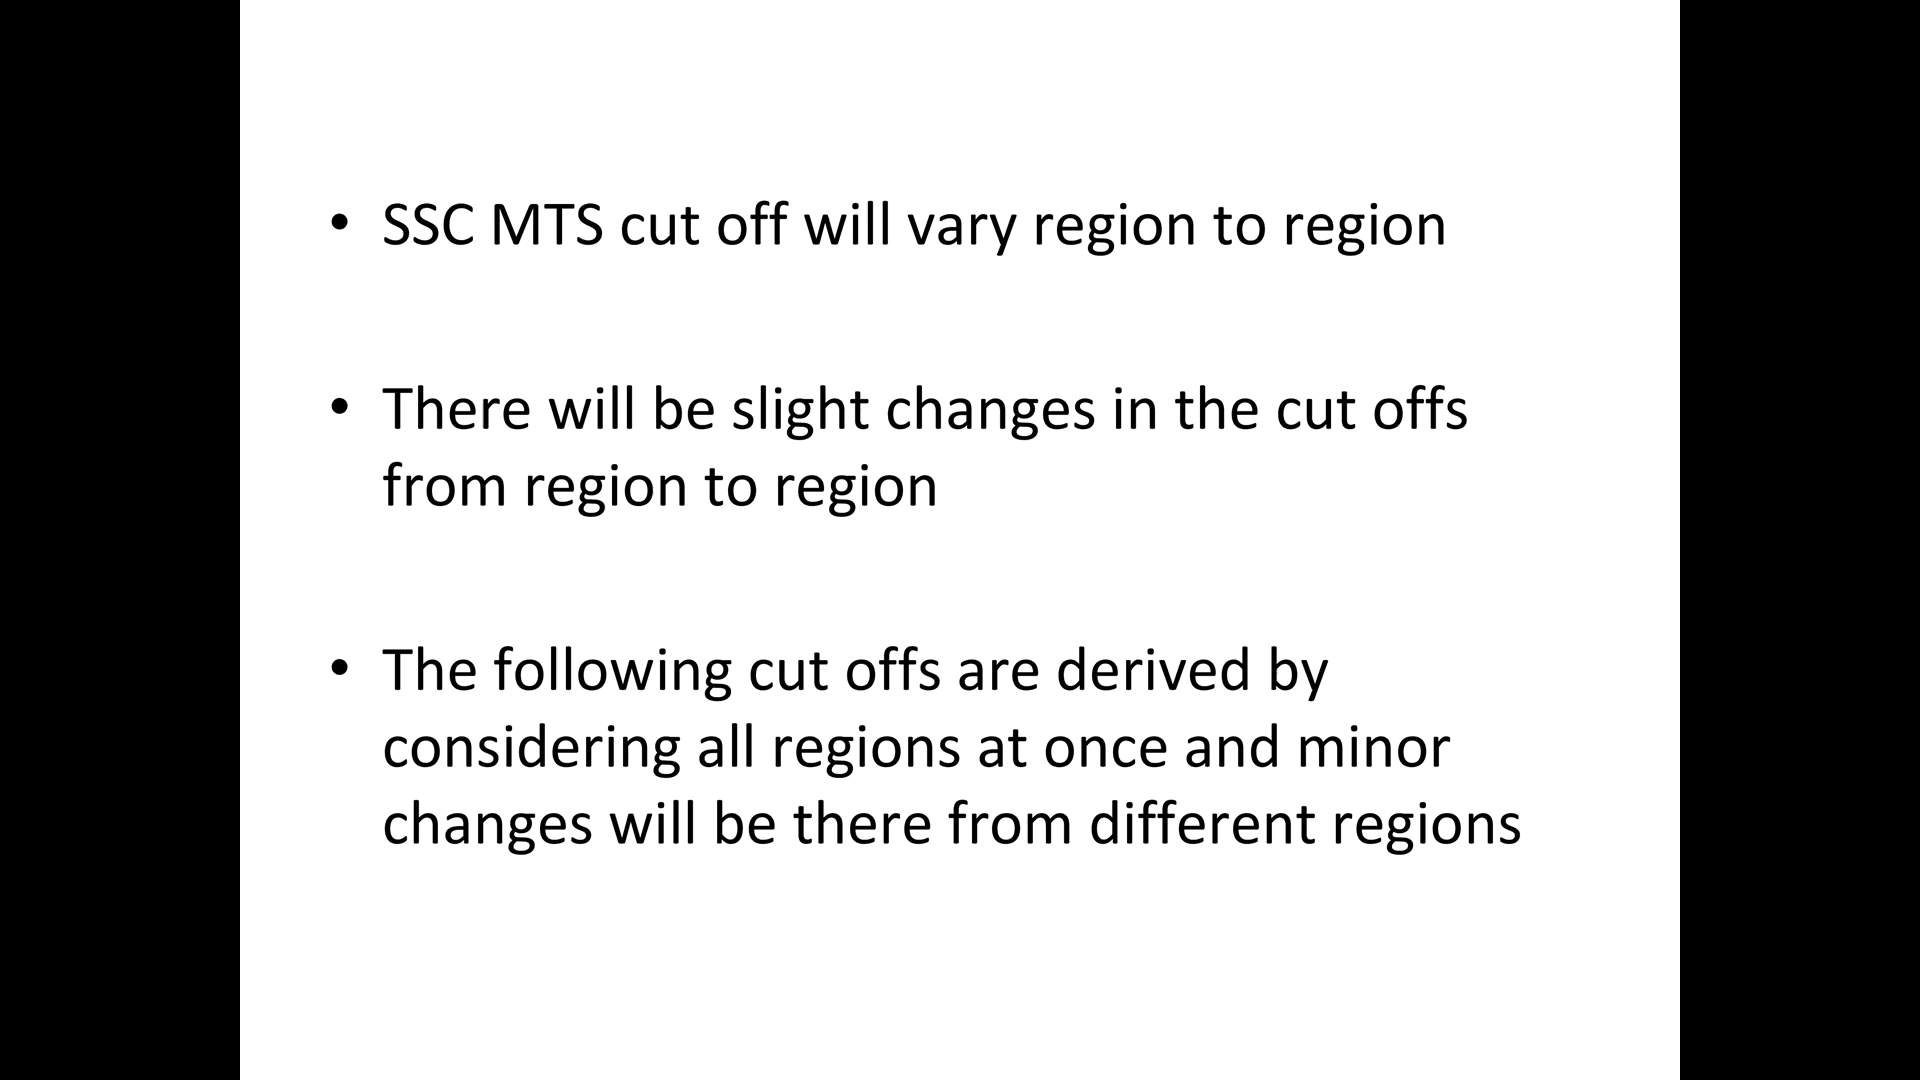 • SSC MTS cut off will vary region to region
• There will be slight changes in the cut offs
from region to region
• The following cut offs are derived by
considering all regions at once and minor
changes will be there from different regions